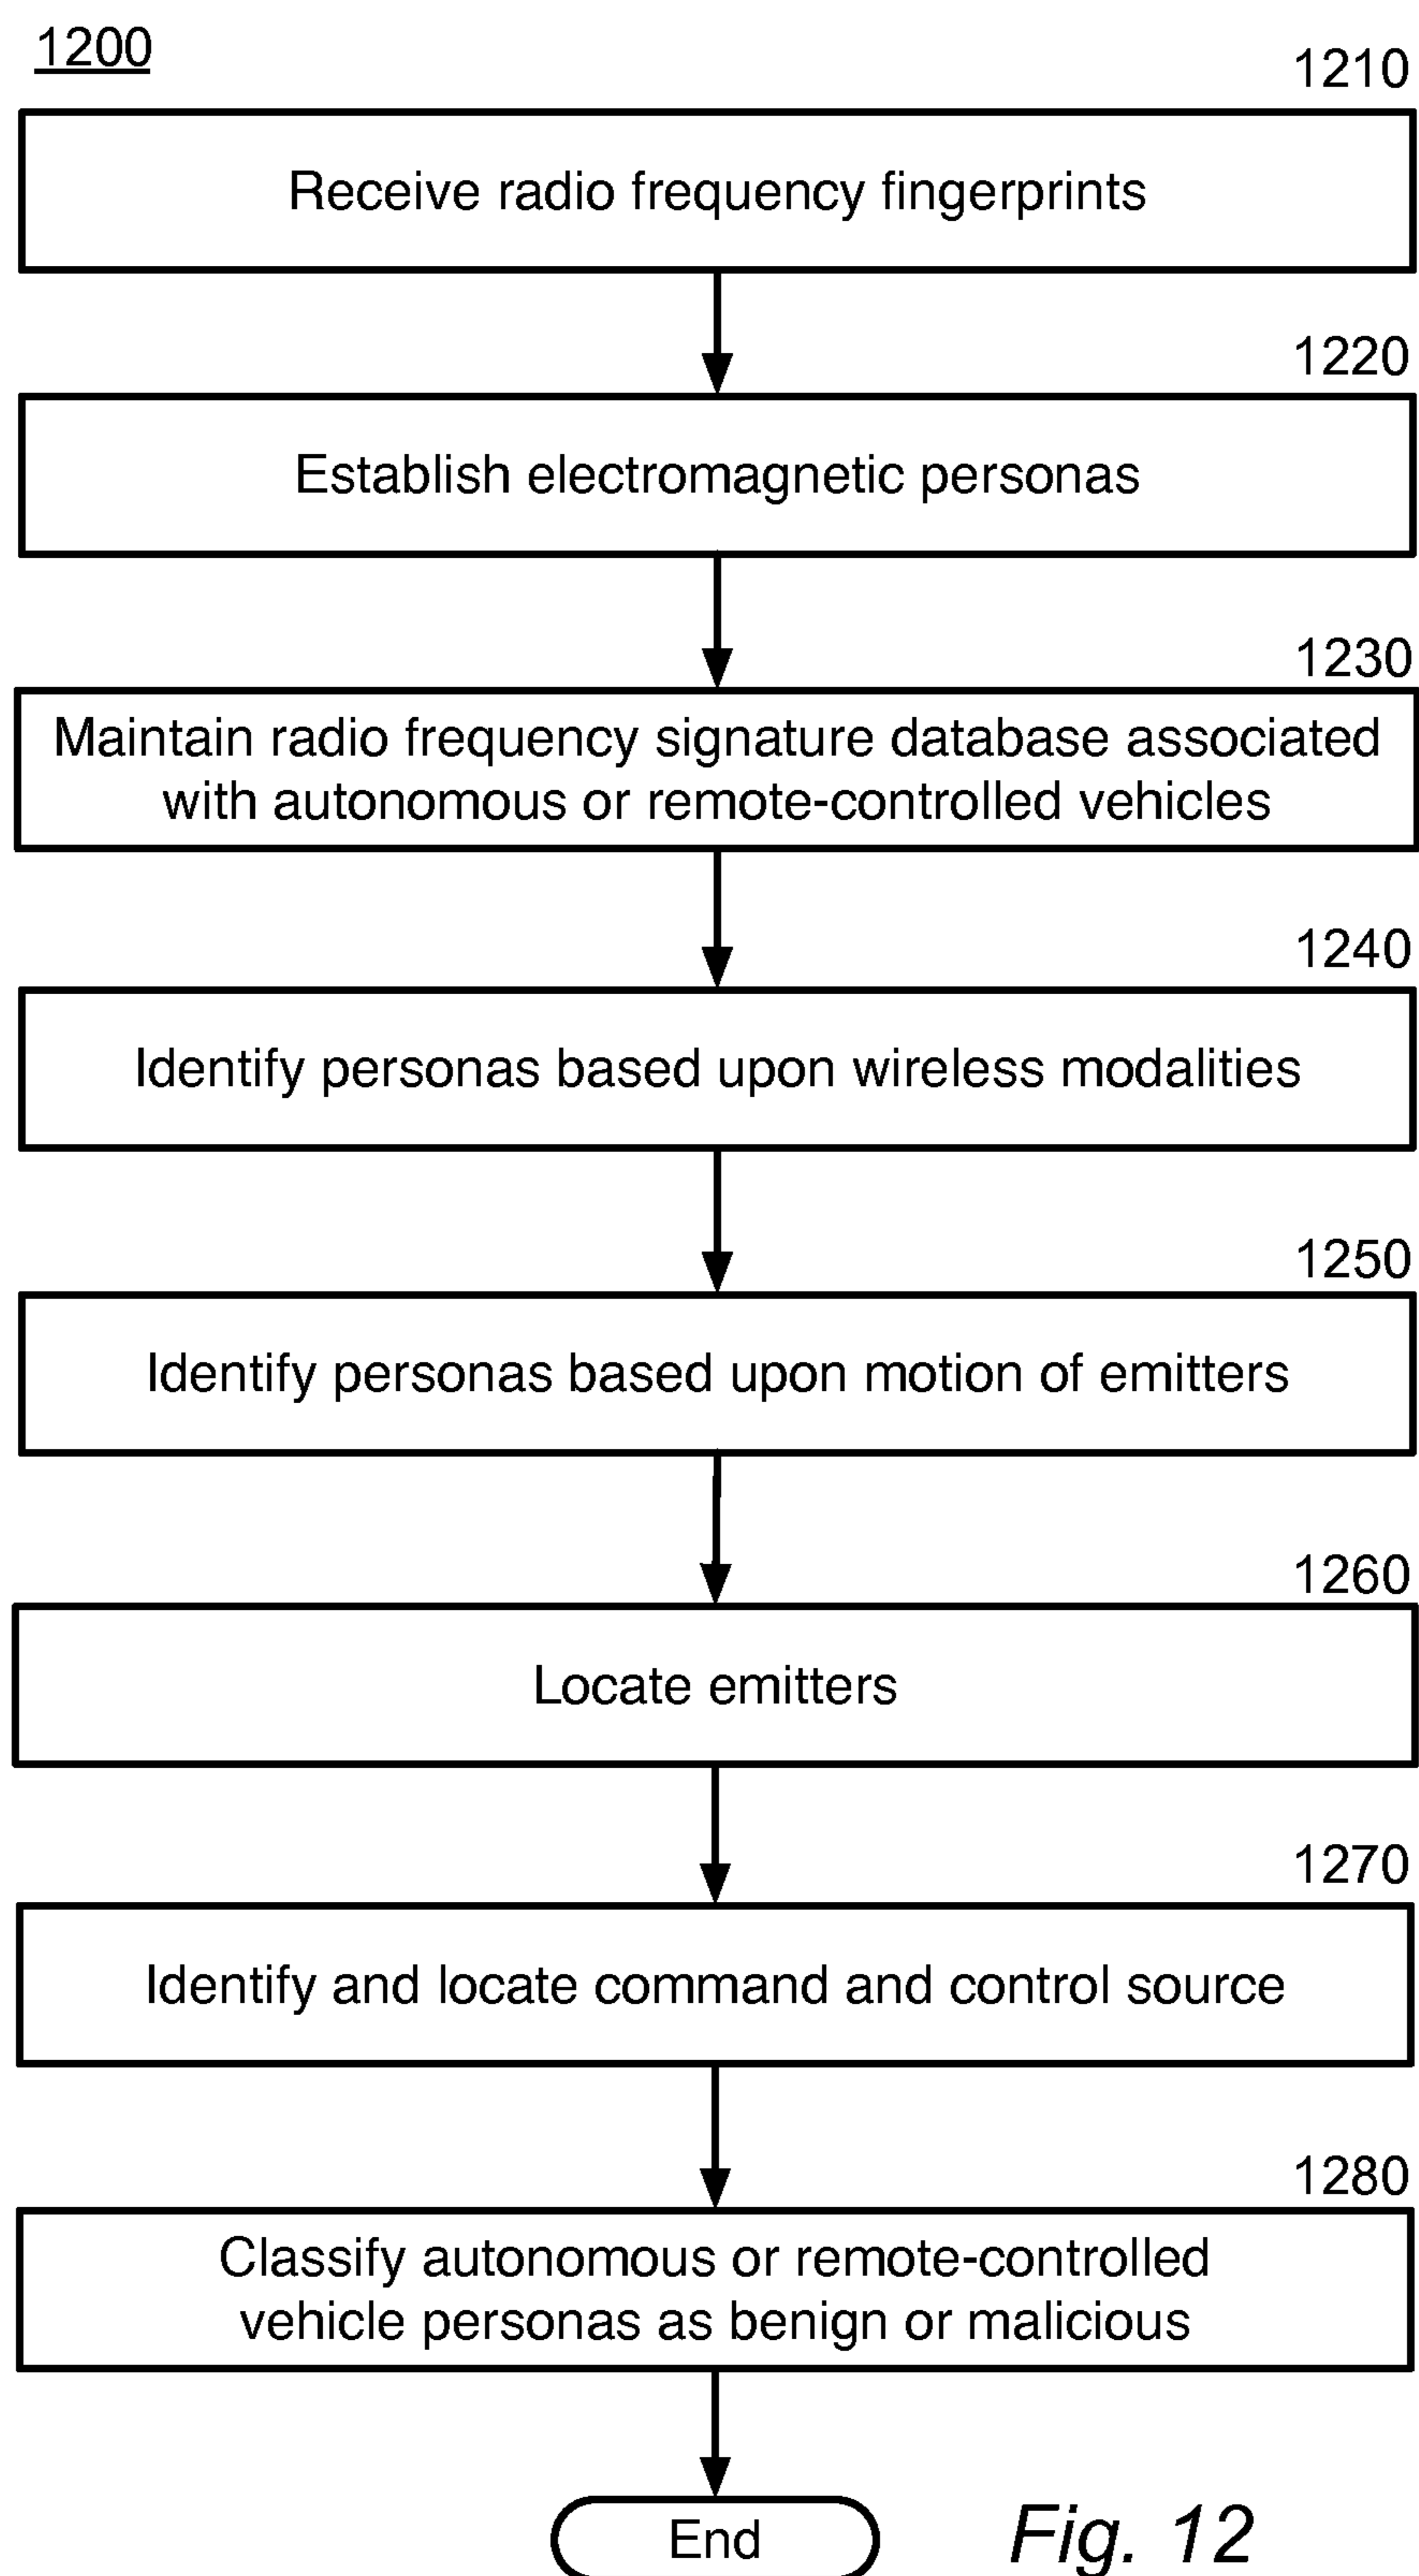 1200
1210
Receive radio frequency fingerprints
1220
Establish electromagnetic personas
1230
Maintain radio frequency signature database associated
with autonomous or remote-controlled vehicles
1240
Identify personas based upon wireless modalities
1250
Identify personas based upon motion of emitters
1260
Locate emitters
1270
Identify and locate command and control source
1280
Classify autonomous or remote-controlled
vehicle personas as benign or malicious
End
Fig. 12